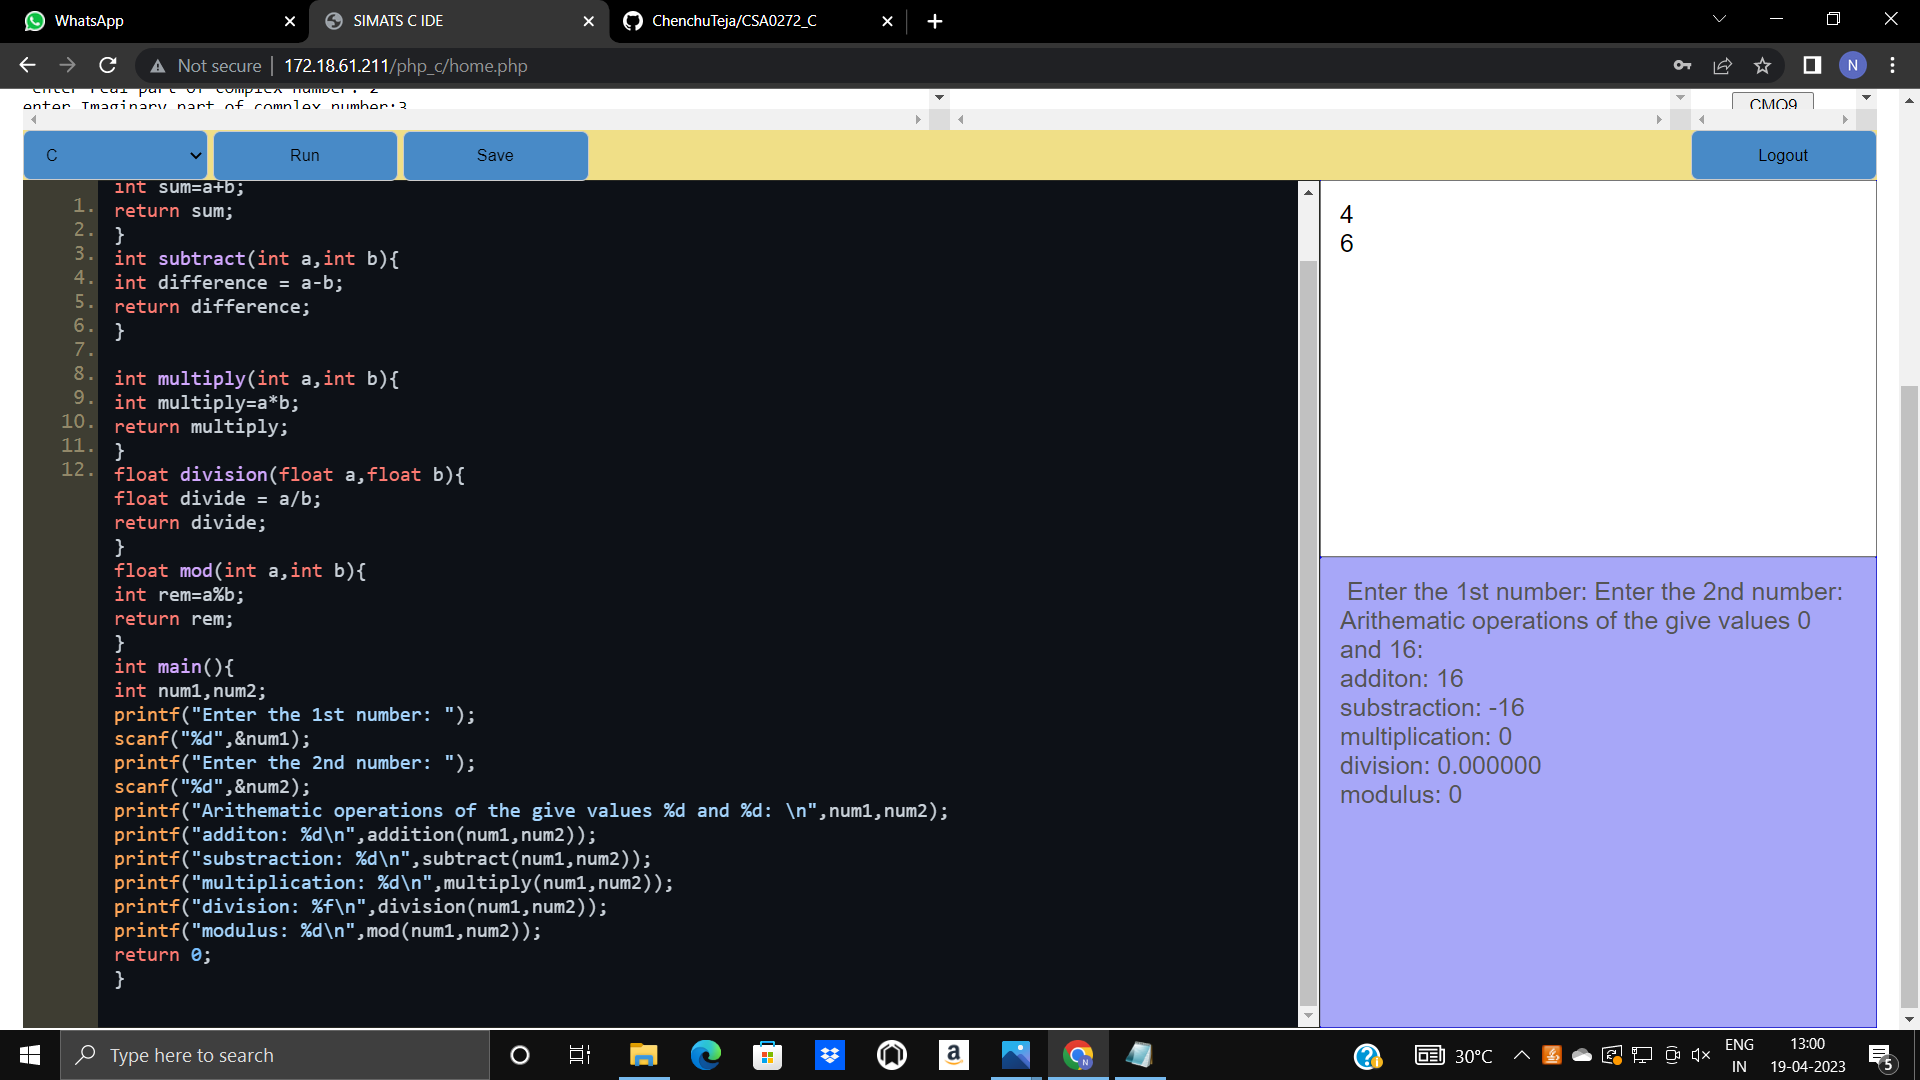 WhatsApp
SIMATS C IDE
ChenchuTeja/CSA0272_C
Not secure | 172.18.61.211/php_c/home.php
N
enter real part of complex number: 2
enter Imaginary part of complex number:3
CMQ9
C
Run
Save
Logout
1.
2.
3.
4.
5.
6.
7.
8.
9.
10.
11.
12.
int sum=a+b;
return sum;
}
int subtract(int a,int b){
int difference = a-b;
return difference;
}
int multiply(int a,int b){
int multiply=a*b;
return multiply;
}
float division(float a,float b){
float divide = a/b;
return divide;
}
float mod(int a,int b){
int rem=a%b;
return rem;
}
int main(){
int num1,num2;
printf("Enter the 1st number: ");
scanf("%d",&num1);
printf("Enter the 2nd number: ");
scanf("%d",&num2);
printf("Arithematic operations of the give values %d and %d: \n",num1,num2);
printf("additon: %d\n",addition(num1,num2));
printf("substraction: %d\n",subtract(num1,num2));
printf("multiplication: %d\n",multiply(num1,num2));
printf("division: %f\n",division(num1,num2));
printf("modulus: %d\n",mod(num1,num2));
return 0;
}
4
6
Enter the 1st number: Enter the 2nd number:
Arithematic operations of the give values 0
and 16:
additon: 16
substraction: -16
multiplication: 0
division: 0.000000
modulus: 0
Type here to search
a
N
30°C
ENG
IN
13:00
19-04-2023
5